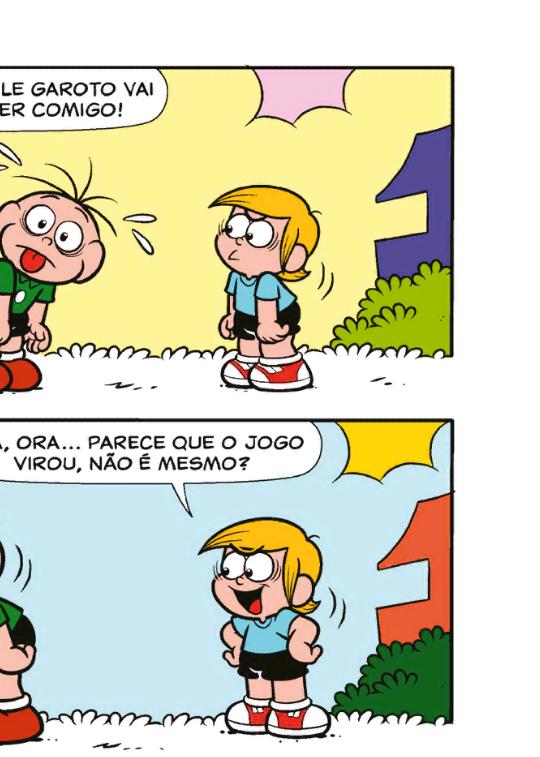 LE GAROTO VAI
ER COMIGO!
, ORA... PARECE QUE O JOGO
VIROU, NÃO É MESMO?